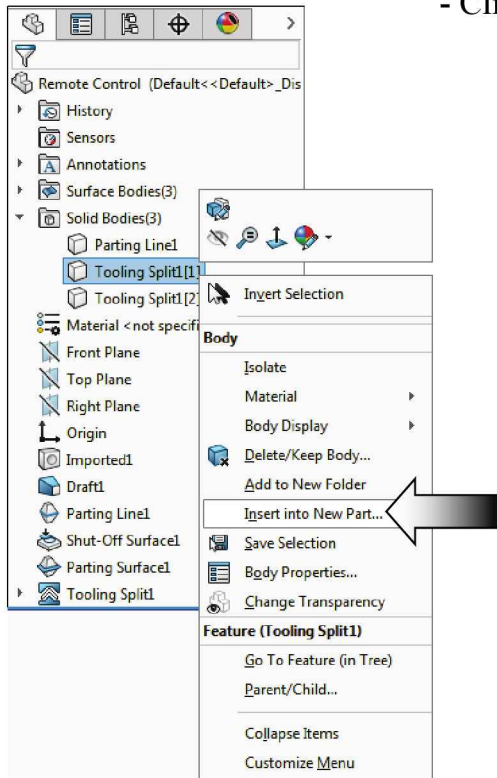 - Ch
Remote Control (Default<<Default>_Dis
History
Sensors
A Annotations
Surface Bodies(3)
Solid Bodies(3)
Parting Line1
Tooling Split1[1]
Tooling Split1[2]
Material <not specifi
Front Plane
Top Plane
Right Plane
Origin
Imported1
Draft1
Parting Line1
Shut-Off Surface1
Parting Surface1
Tooling Split1
Invert Selection
Body
Isolate
Material
Body Display
Delete/Keep Body...
Add to New Folder
Insert into New Part...
Save Selection
Body Properties...
Change Transparency
Feature (Tooling Split1)
Go To Feature (in Tree)
Parent/Child...
Collapse Items
Customize Menu